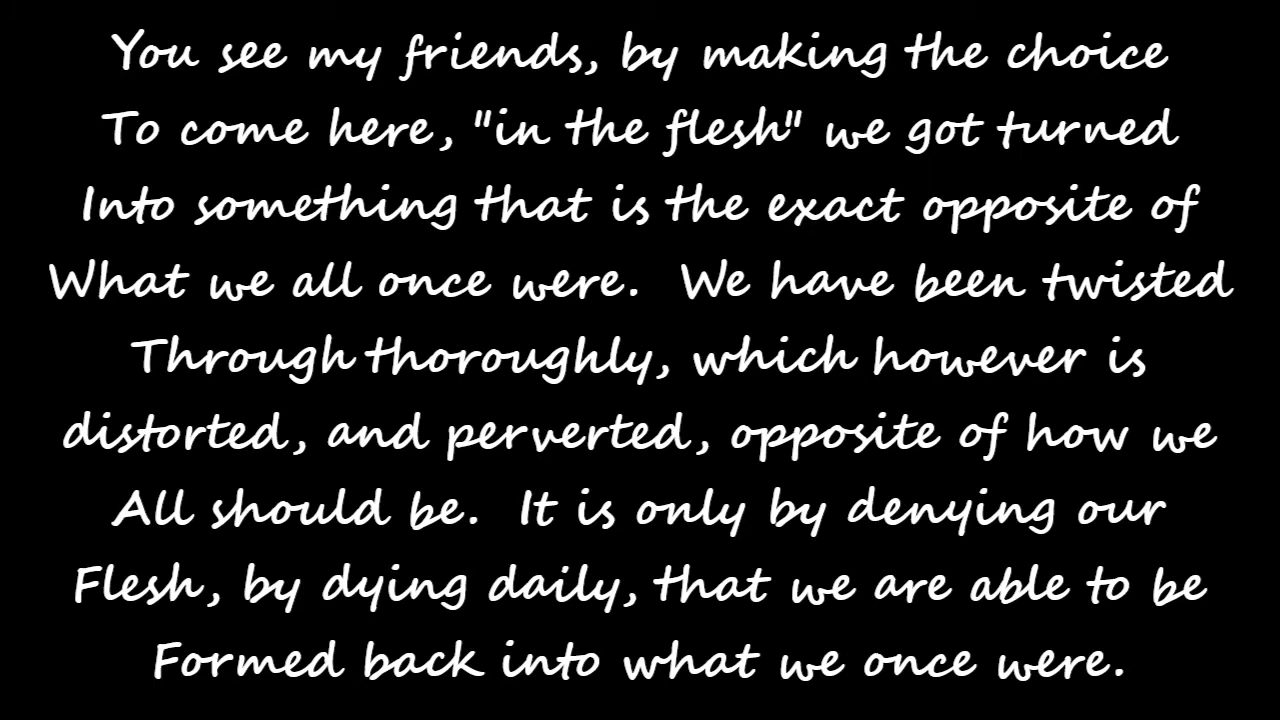 You see my friends, by making the choice
To come here, "in the flesh" we got turned
Into something that is the exact opposite of
What we all once were.  We have been twisted
Through thoroughly, which however is
distorted, and perverted, opposite of how we
All should be.  It is only by denying our
Flesh, by dying daily, that we are able to be
Formed back into what we once were.